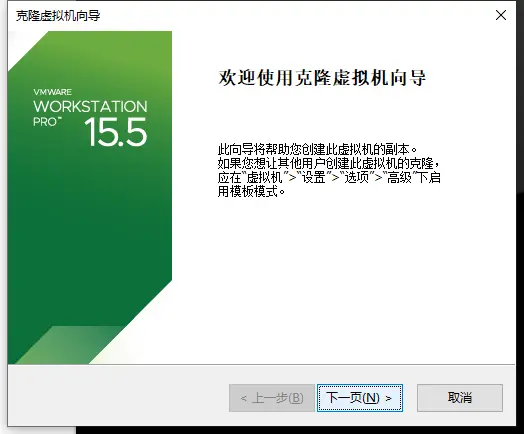 克隆虚拟机向导
VMWARE
WORKSTATION
PRO™
15.5
欢迎使用克隆虚拟机向导
此向导将帮助您创建此虚拟机的副本。
如果您想让其他用户创建此虚拟机的克隆，
应在“虚拟机”>“设置”>“选项”>“高级”下启
用模板模式。
< 上一步(B)
下一页(N) >
取消